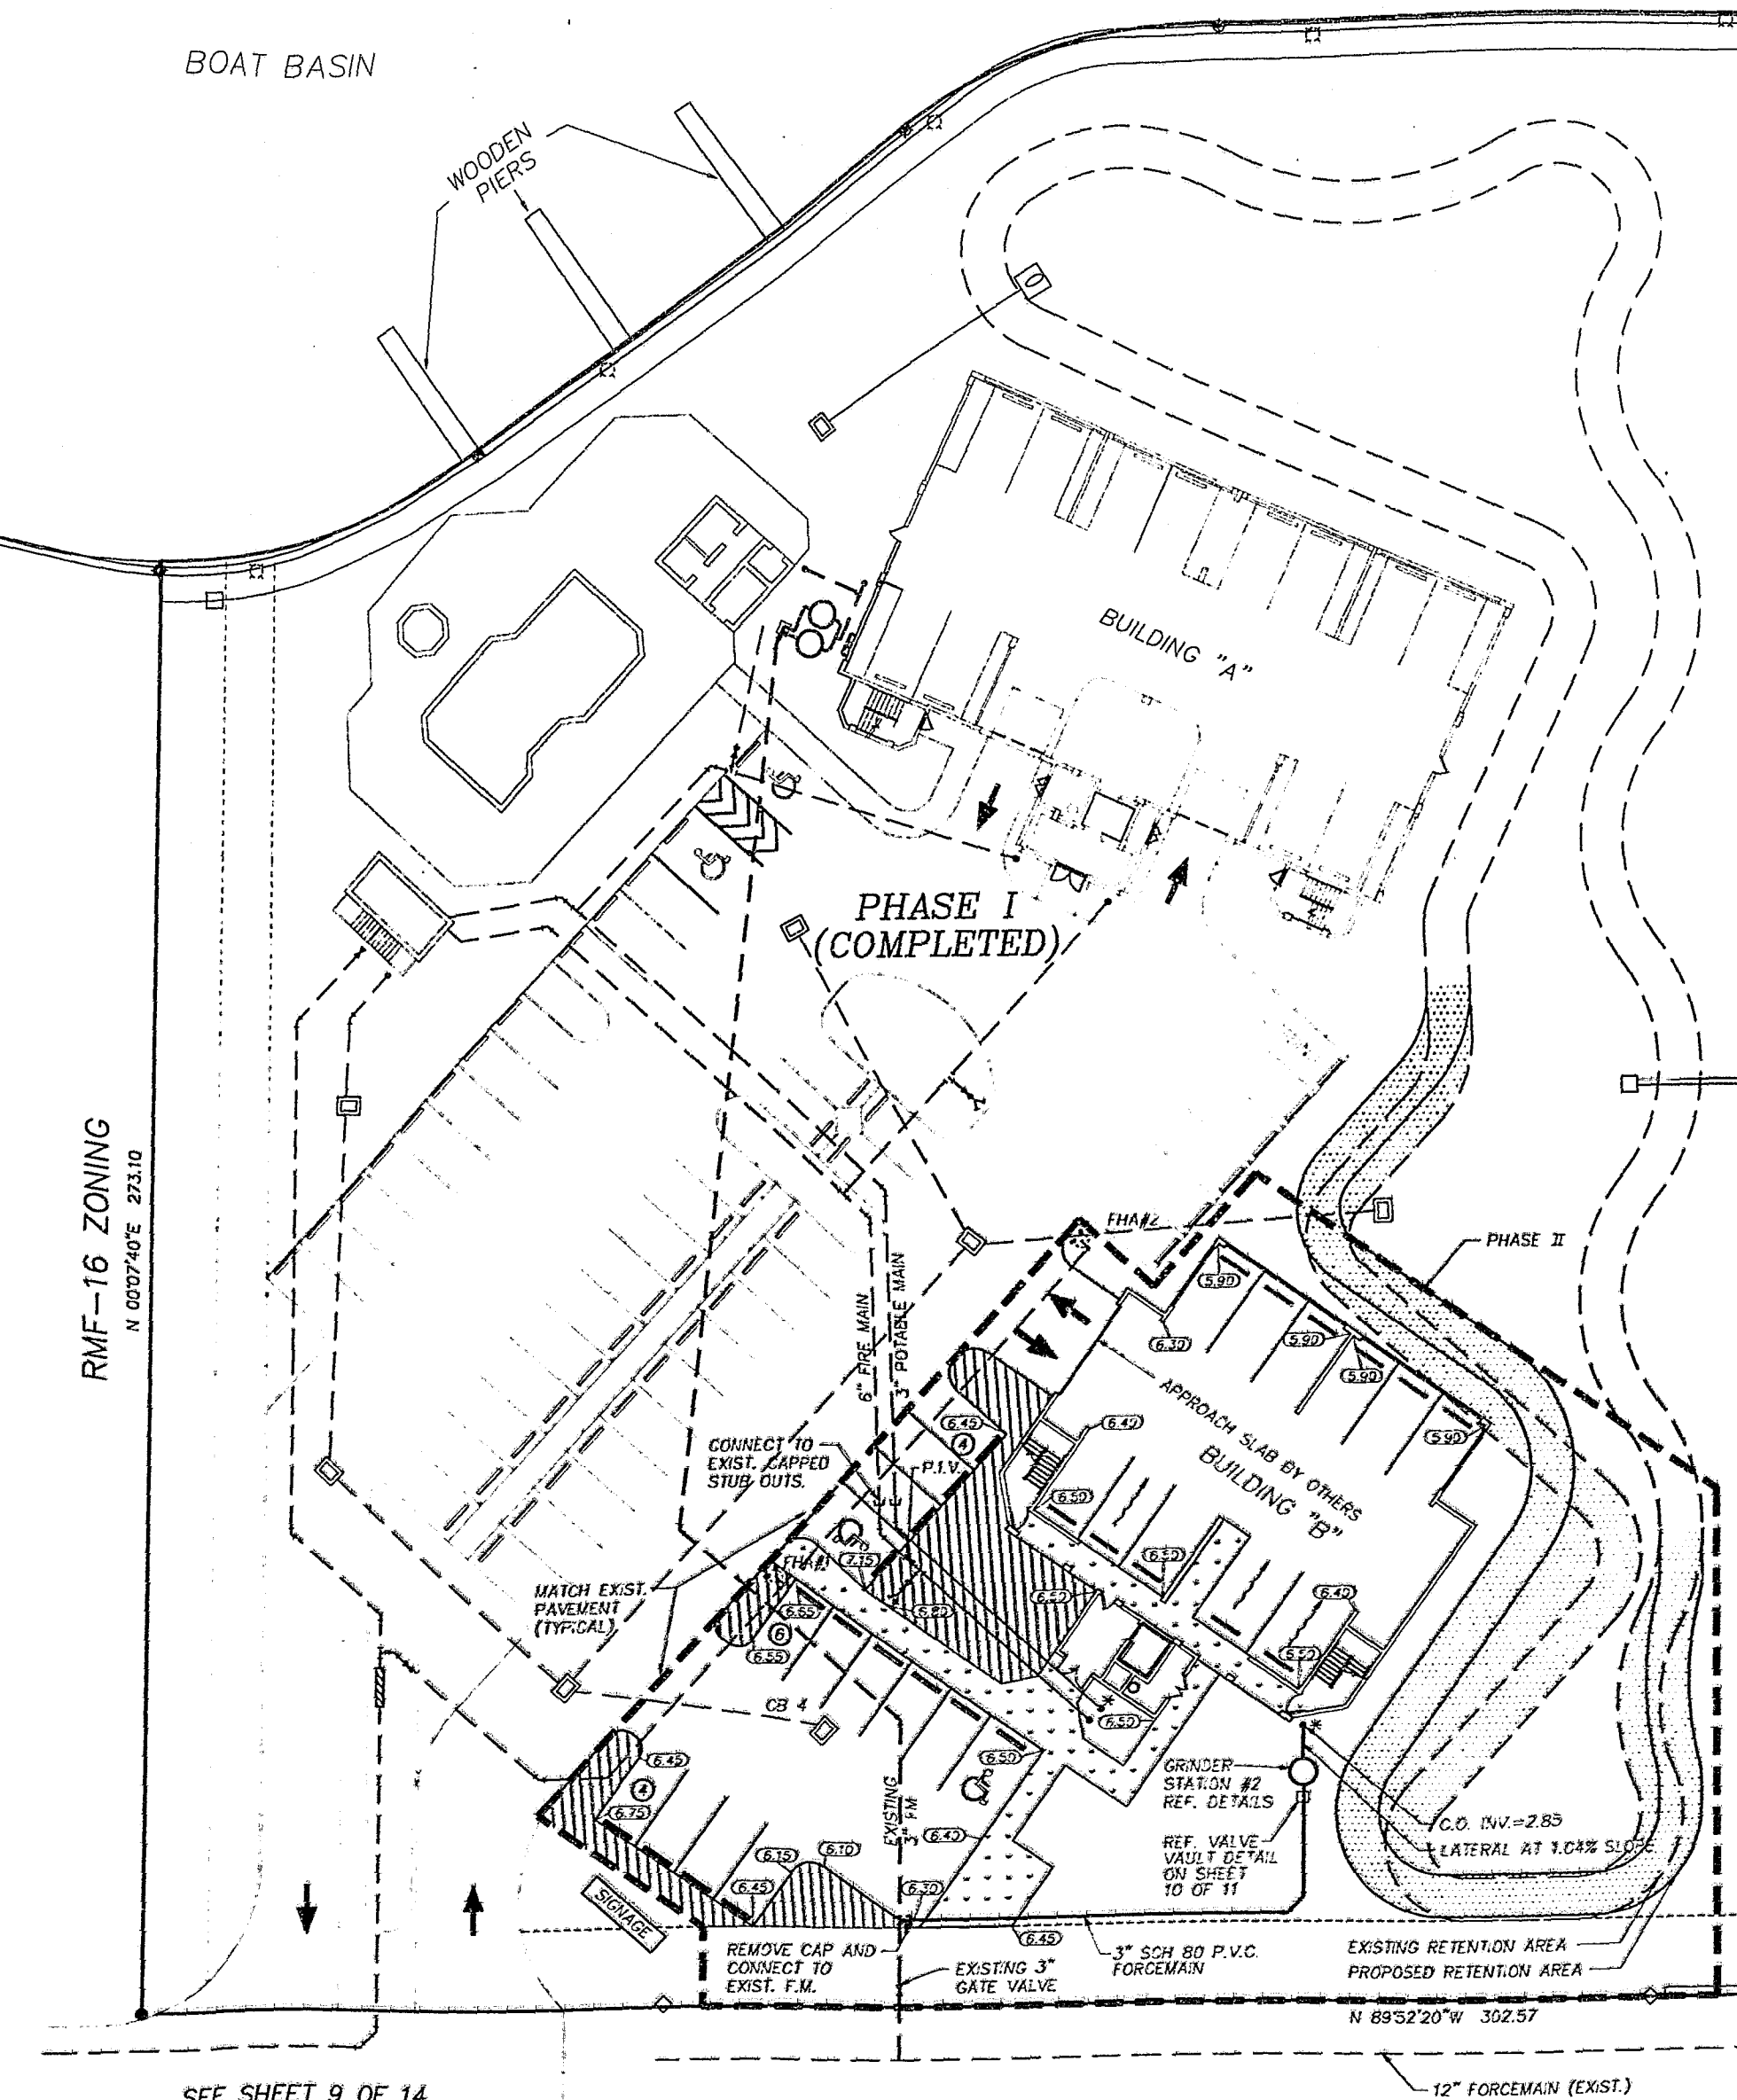 BOAT BASIN
WOODEN
PIERS
BUILDING "A"
PHASE I
(COMPLETED)
RMF-16 ZONING
N 00°07'40"E 273.10
FHA#2
PHASE II
6" FIRE MAIN
3" POTABLE MAIN
5.90
6.30
5.90
5.90
5.90
6.45
4
6.40
APPROACH SLAB BY OTHERS
BUILDING "B"
CONNECT TO
EXIST. CAPPED
STUB OUTS.
P.I.V.
6.50
FHA#1
7.15
6.50
MATCH EXIST.
PAVEMENT
(TYPICAL)
6.65
6
6.55
6.80
6.50
6.40
6.50
CB 4
6.50
6.45
4
6.75
6.50
GRINDER
STATION #2
REF. DETAILS
EXISTING
3" FM
6.40
C.O. INV.=2.85
LATERAL AT 1.04% SLOPE
REF. VALVE
VAULT DETAIL
ON SHEET
10 OF 11
6.15
6.10
6.45
6.30
SIGNAGE
6.45
REMOVE CAP AND
CONNECT TO
EXIST. F.M.
EXISTING 3"
GATE VALVE
3" SCH 80 P.V.C.
FORCEMAIN
EXISTING RETENTION AREA
PROPOSED RETENTION AREA
N 89°52'20"W 302.57
12" FORCEMAIN (EXIST.)
SEE SHEET 9 OF 14